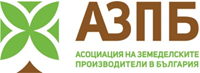 АЗПБ
АСОЦИАЦИЯ НА ЗЕМЕДЕЛСКИТЕ
ПРОИЗВОДИТЕЛИ В БЪЛГАРИЯ